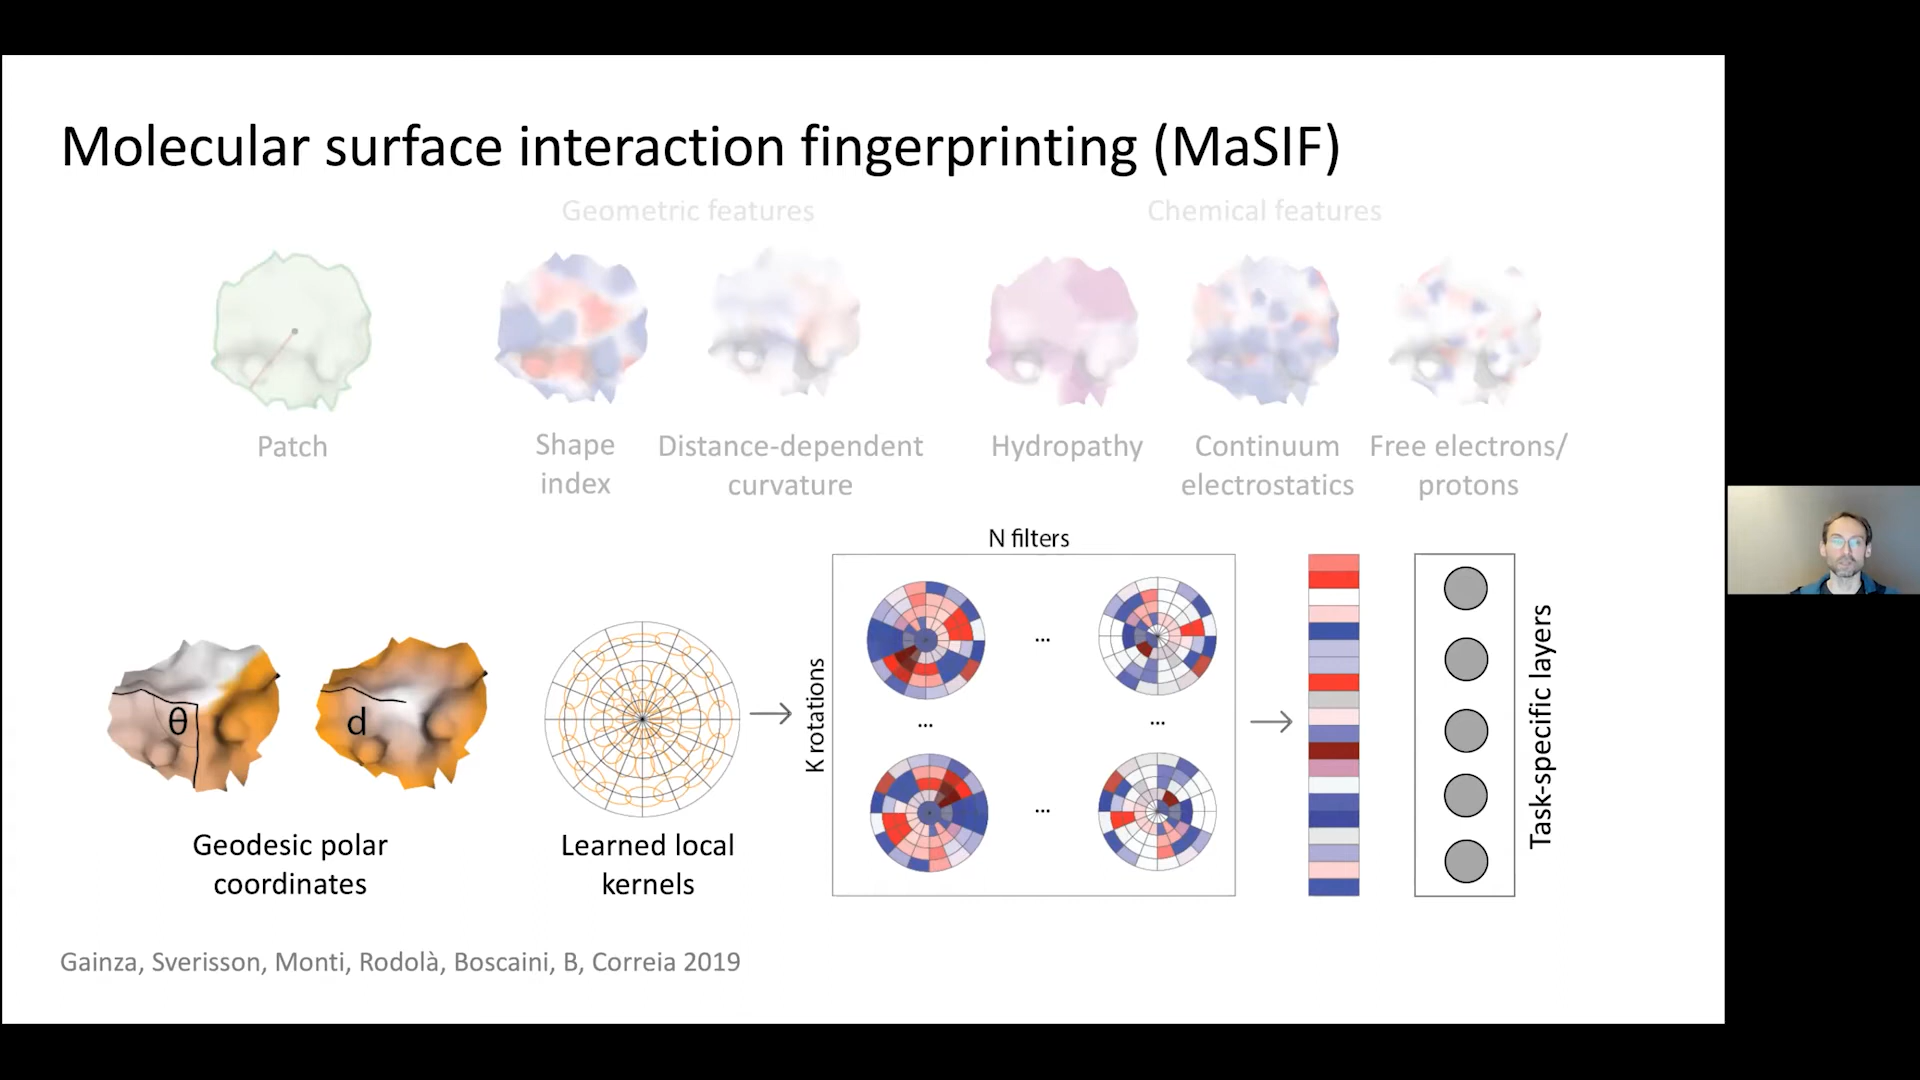 Molecular surface interaction fingerprinting (MaSIF)
Geometric features
Chemical features
Patch
Shape
index
Distance-dependent
curvature
Hydropathy
Continuum
electrostatics
Free electrons/
protons
N filters
K rotations
...
...
...
...
θ
d
Geodesic polar
coordinates
Learned local
kernels
Task-specific layers
Gainza, Sverisson, Monti, Rodolà, Boscaini, B, Correia 2019